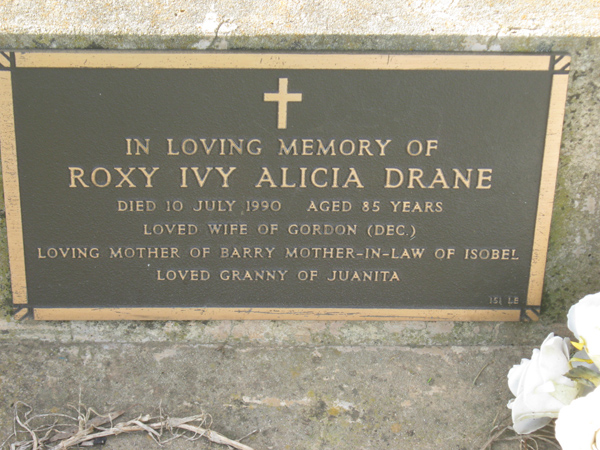 IN LOVING MEMORY OF
ROXY IVY ALICIA DRANE
DIED 10 JULY 1990 AGED 85 YEARS
LOVED WIFE OF GORDON (DEC.)
LOVING MOTHER OF BARRY MOTHER-IN-LAW OF ISOBEL
LOVED GRANNY OF JUANITA
151 LB